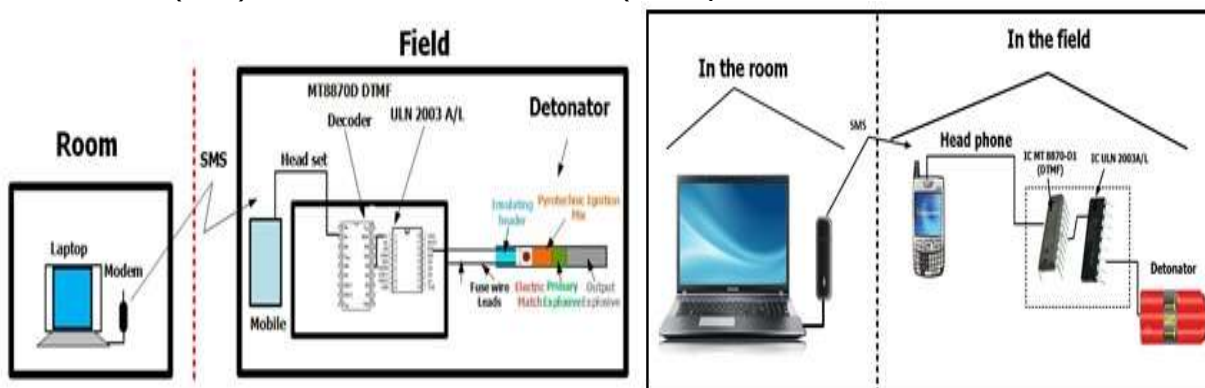 Field
MT8870D DTMF
Decoder
ULN 2003 A/L
Detonator
Room
SMS
Head set
Insulating
header
Pyrotechnic Ignition
Mix
Laptop
Modem
Mobile
Fuse wire
Leads
Electric
Match
Primary
Explosive
Output
Explosive
In the room
In the field
SMS
Head phone
IC MT 8870-D1
(DTMF)
IC ULN 2003A/L
Detonator
TNT